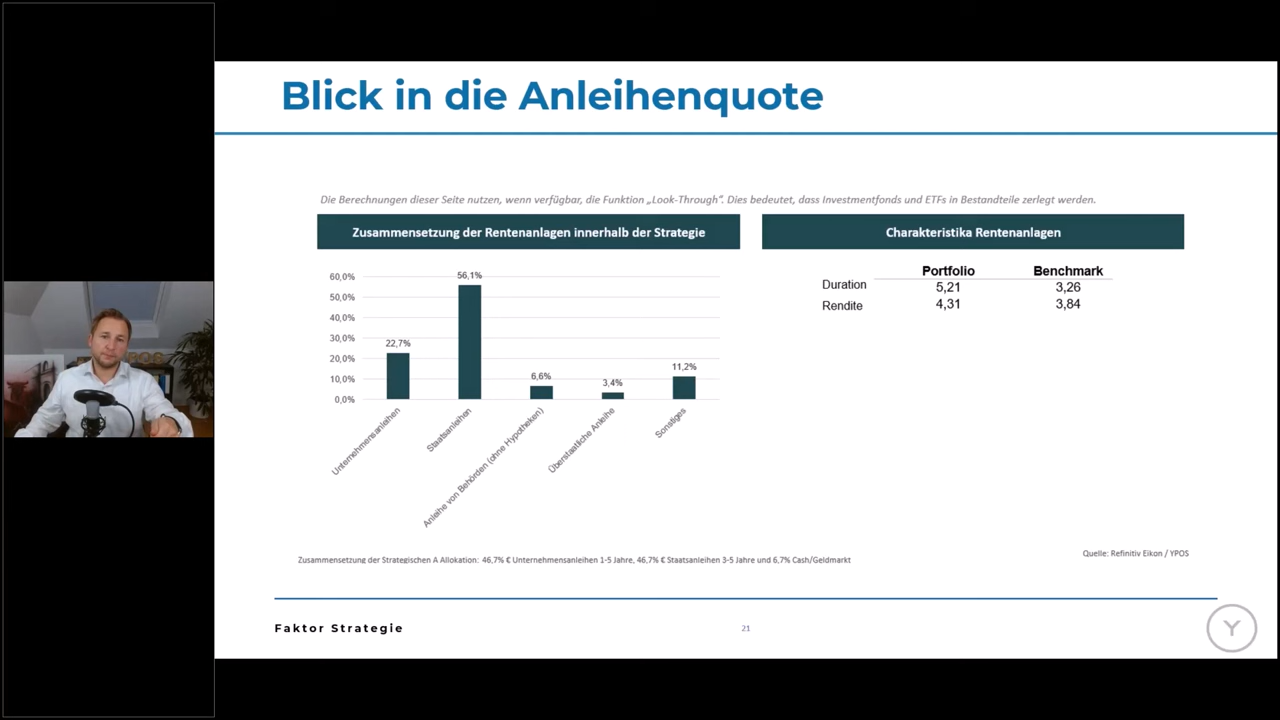 Blick in die Anleihenquote
Die Berechnungen dieser Seite nutzen, wenn verfügbar, die Funktion „Look-Through“. Dies bedeutet, dass Investmentfonds und ETFs in Bestandteile zerlegt werden.
Zusammensetzung der Rentenanlagen innerhalb der Strategie
60,0%
50,0%
40,0%
30,0%
20,0%
10,0%
0,0%
22,7%
56,1%
6,6%
3,4%
11,2%
Unternehmensanleihen
Staatsanleihen
Anleihe von Behörden (ohne Hypotheken)
Überstaatliche Anleihe
Sonstiges
Charakteristika Rentenanlagen
Portfolio Benchmark
Duration 5,21 3,26
Rendite 4,31 3,84
Zusammensetzung der Strategischen A Allokation: 46,7% € Unternehmensanleihen 1-5 Jahre, 46,7% € Staatsanleihen 3-5 Jahre und 6,7% Cash/Geldmarkt
Quelle: Refinitiv Eikon / YPOS
Faktor Strategie
21
Y